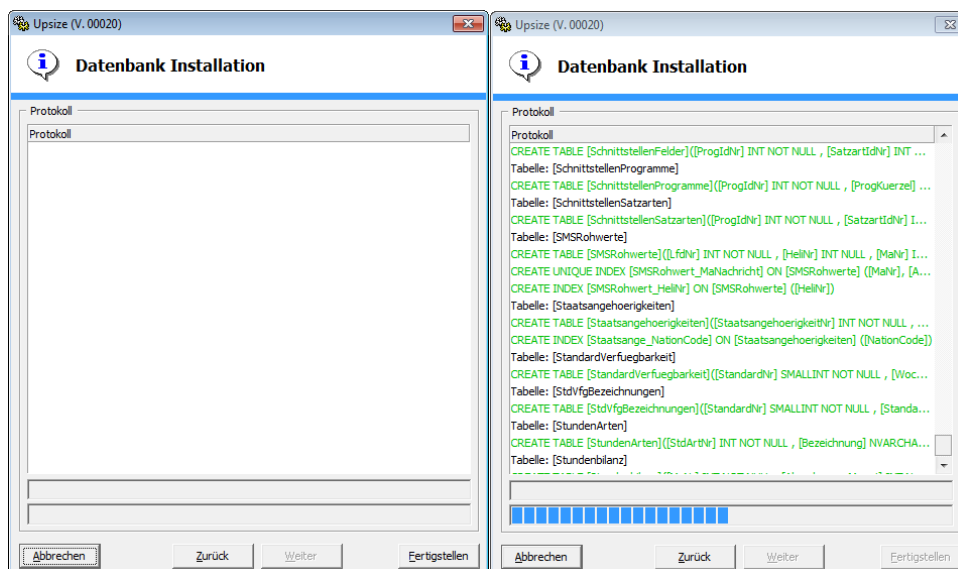 Upsize (V. 00020)
Datenbank Installation
Protokoll
Protokoll
Abbrechen
Zurück
Weiter
Fertigstellen
Upsize (V. 00020)
Datenbank Installation
Protokoll
Protokoll
CREATE TABLE [SchnittstellenFelder]([ProgIdNr] INT NOT NULL , [SatzartIdNr] INT ...
Tabelle: [SchnittstellenProgramme]
CREATE TABLE [SchnittstellenProgramme]([ProgIdNr] INT NOT NULL , [ProgKuerzel] ...
Tabelle: [SchnittstellenSatzarten]
CREATE TABLE [SchnittstellenSatzarten]([ProgIdNr] INT NOT NULL , [SatzartIdNr] I...
Tabelle: [SMSRohwerte]
CREATE TABLE [SMSRohwerte]([LfdNr] INT NOT NULL , [HeliNr] INT NULL , [MaNr] I...
CREATE UNIQUE INDEX [SMSRohwert_MaNachricht] ON [SMSRohwerte] ([MaNr], [A...
CREATE INDEX [SMSRohwert_HeliNr] ON [SMSRohwerte] ([HeliNr])
Tabelle: [Staatsangehoerigkeiten]
CREATE TABLE [Staatsangehoerigkeiten]([StaatsangehoerigkeitNr] INT NOT NULL , ...
CREATE INDEX [Staatsange_NationCode] ON [Staatsangehoerigkeiten] ([NationCode])
Tabelle: [StandardVerfuegbarkeit]
CREATE TABLE [StandardVerfuegbarkeit]([StandardNr] SMALLINT NOT NULL , [Woc...
Tabelle: [StdVfgBezeichnungen]
CREATE TABLE [StdVfgBezeichnungen]([StandardNr] SMALLINT NOT NULL , [Standa...
Tabelle: [StundenArten]
CREATE TABLE [StundenArten]([StdArtNr] INT NOT NULL , [Bezeichnung] NVARCHA...
Tabelle: [Stundenbilanz]
Abbrechen
Zurück
Weiter
Fertigstellen